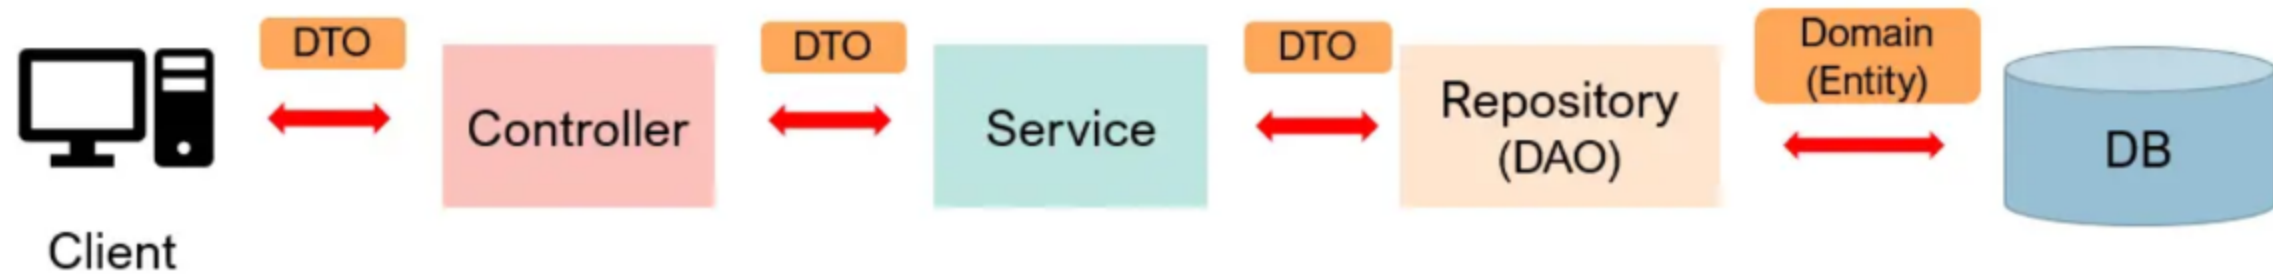 DTO
DTO
DTO
Domain
(Entity)
Controller
Service
Repository
(DAO)
DB
Client